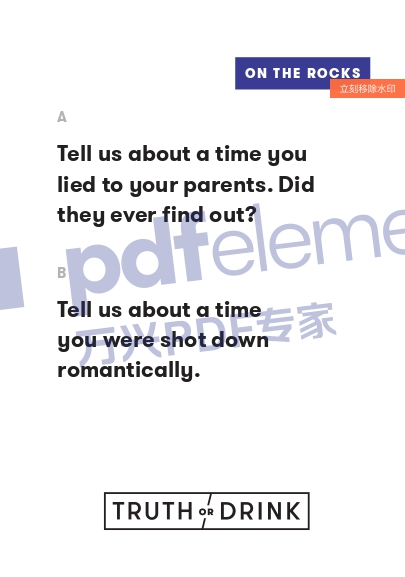 ON THE ROCKS
立刻移除水印
A
Tell us about a time you
lied to your parents. Did
they ever find out?
pdfeleme
B
Tell us about a time
you were shot down
romantically.
万兴PDF专家
TRUTH OR DRINK